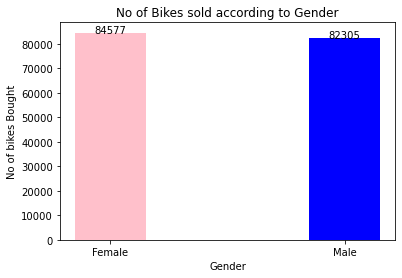 No of Bikes sold according to Gender
84577
82305
80000
70000
60000
50000
40000
30000
20000
10000
0
No of bikes Bought
Female
Male
Gender